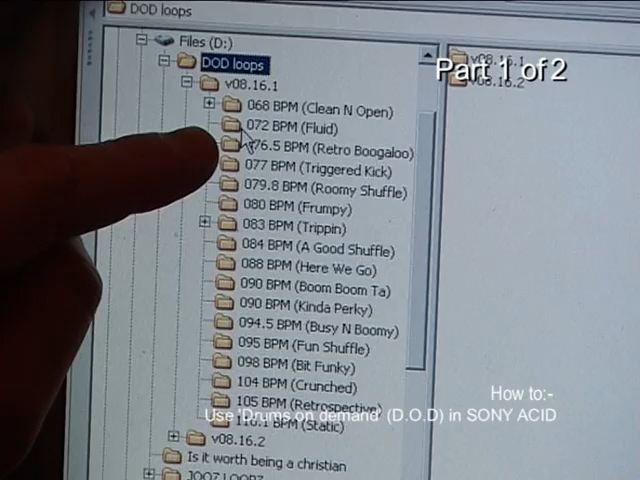 DOD loops
Files (D:)
DOD loops
v08.16.1
068 BPM (Clean N Open)
072 BPM (Fluid)
76.5 BPM (Retro Boogaloo)
077 BPM (Triggered Kick)
079.8 BPM (Roomy Shuffle)
080 BPM (Frumpy)
083 BPM (Trippin)
084 BPM (A Good Shuffle)
088 BPM (Here We Go)
090 BPM (Boom Boom Ta)
090 BPM (Kinda Perky)
094.5 BPM (Busy N Boomy)
095 BPM (Fun Shuffle)
098 BPM (Bit Funky)
104 BPM (Crunched)
105 BPM (Retrospective)
110.1 BPM (Static)
v08.16.2
Is it worth being a christian
v08.16.1
v08.16.2
Part 1 of 2
How to:-
Use 'Drums on demand' (D.O.D) in SONY ACID